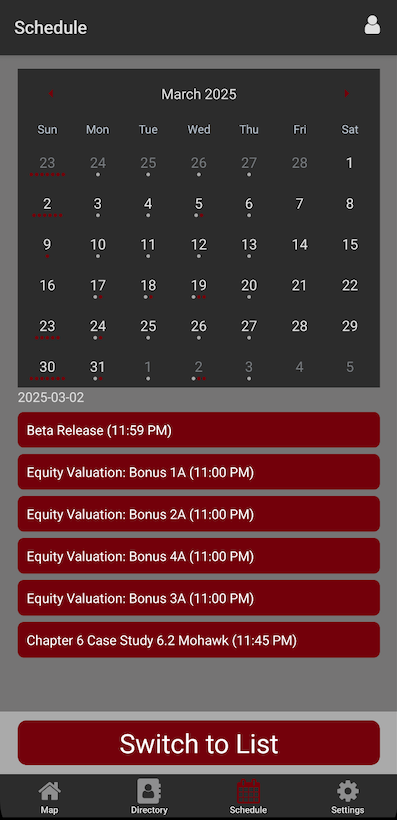 Schedule
March 2025
Sun Mon Tue Wed Thu Fri Sat
23 24 25 26 27 28 1
2 3 4 5 6 7 8
9 10 11 12 13 14 15
16 17 18 19 20 21 22
23 24 25 26 27 28 29
30 31 1 2 3 4 5
2025-03-02
Beta Release (11:59 PM)
Equity Valuation: Bonus 1A (11:00 PM)
Equity Valuation: Bonus 2A (11:00 PM)
Equity Valuation: Bonus 4A (11:00 PM)
Equity Valuation: Bonus 3A (11:00 PM)
Chapter 6 Case Study 6.2 Mohawk (11:45 PM)
Switch to List
Map Directory Schedule Settings